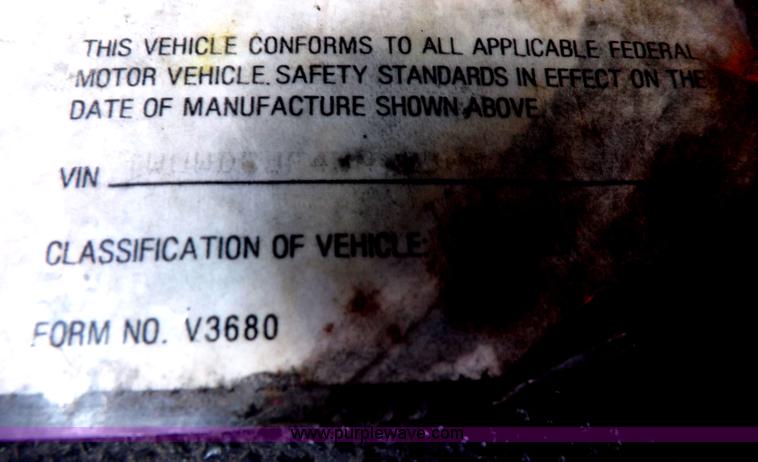 THIS VEHICLE CONFORMS TO ALL APPLICABLE FEDERAL
MOTOR VEHICLE SAFETY STANDARDS IN EFFECT ON THE
DATE OF MANUFACTURE SHOWN ABOVE
VIN
CLASSIFICATION OF VEHICLE:
FORM NO. V3680
www.purplewave.com